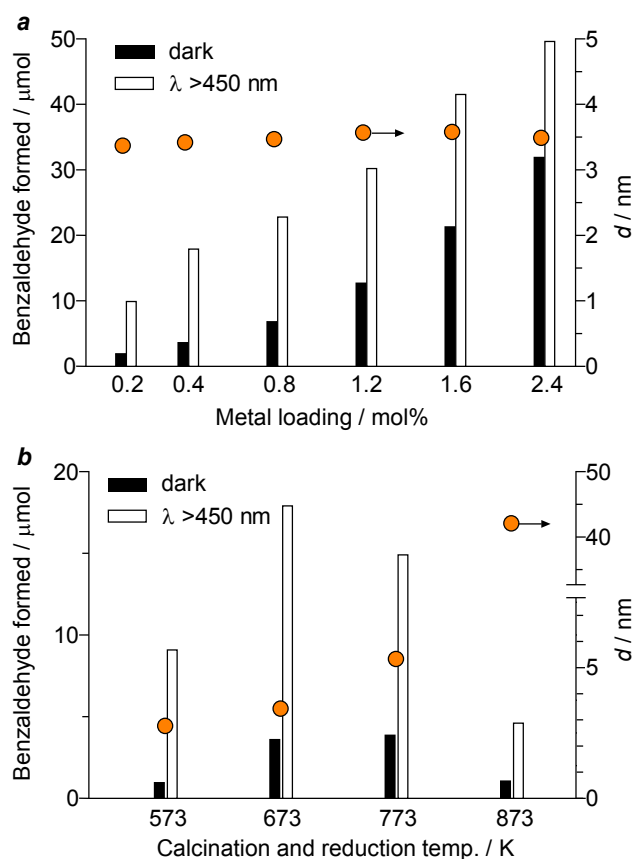 a
50 5
dark
λ >450 nm
40 4
30 3
20 2
10 1
0 0
Benzaldehyde formed / μmol
d / nm
0.2 0.4 0.8 1.2 1.6 2.4
Metal loading / mol%
b
20 50
dark
λ >450 nm
40
10
5
0 0
Benzaldehyde formed / μmol
d / nm
573 673 773 873
Calcination and reduction temp. / K